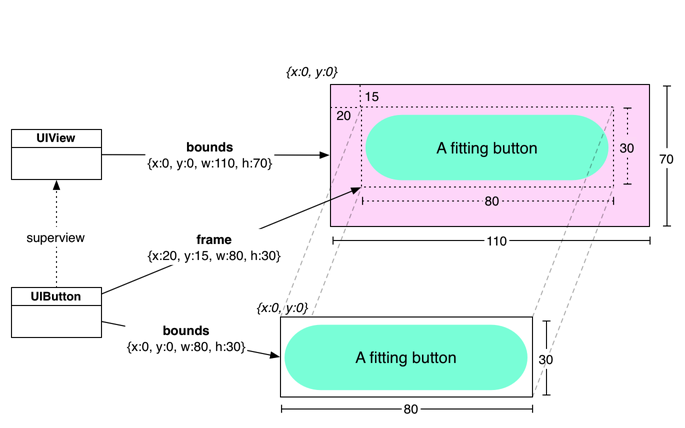 {x:0, y:0}
15
20
UIView
bounds
{x:0, y:0, w:110, h:70}
A fitting button
30
70
80
superview
frame
{x:20, y:15, w:80, h:30}
110
UIButton
{x:0, y:0}
bounds
{x:0, y:0, w:80, h:30}
A fitting button
30
80